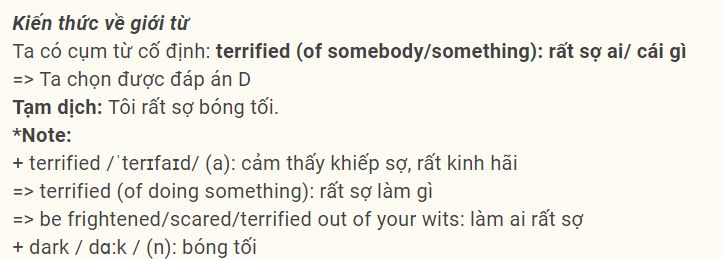 Kiến thức về giới từ
Ta có cụm từ cố định: terrified (of somebody/something): rất sợ ai/ cái gì
=> Ta chọn được đáp án D
Tạm dịch: Tôi rất sợ bóng tối.
*Note:
+ terrified /ˈterɪfaɪd/ (a): cảm thấy khiếp sợ, rất kinh hãi
=> terrified (of doing something): rất sợ làm gì
=> be frightened/scared/terrified out of your wits: làm ai rất sợ
+ dark / dɑ:k / (n): bóng tối